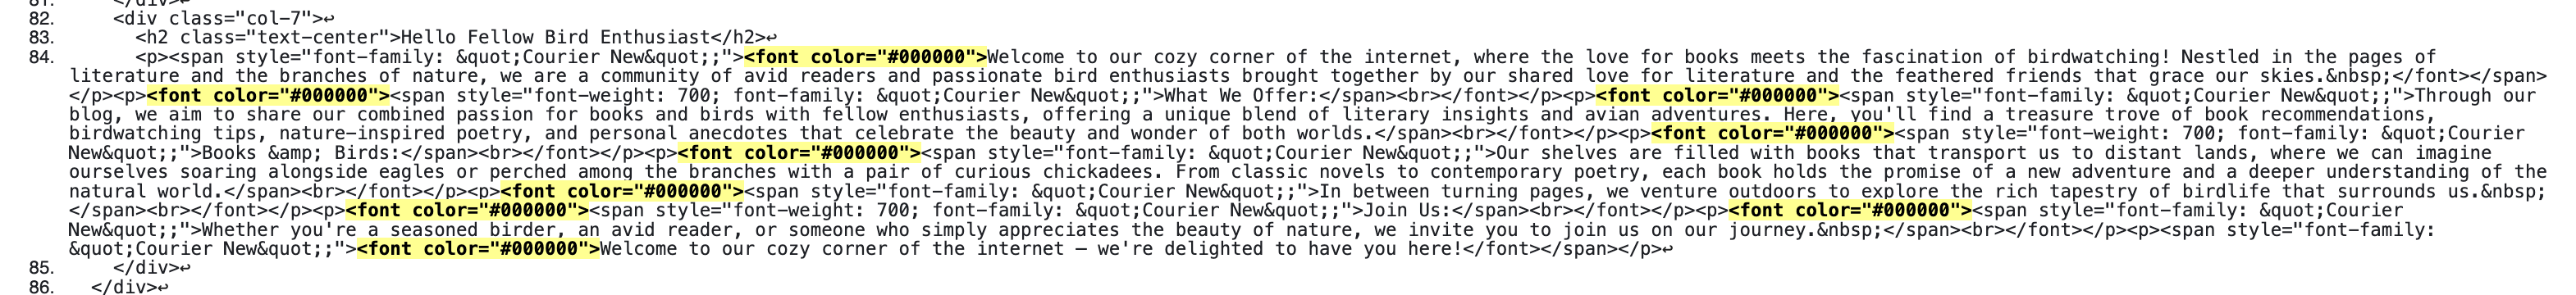 81.    </div>↩
82.    <div class="col-7">↩
83.      <h2 class="text-center">Hello Fellow Bird Enthusiast</h2>↩
84.      <p><span style="font-family: &quot;Courier New&quot;;"><font color="#000000">Welcome to our cozy corner of the internet, where the love for books meets the fascination of birdwatching! Nestled in the pages of
literature and the branches of nature, we are a community of avid readers and passionate bird enthusiasts brought together by our shared love for literature and the feathered friends that grace our skies.&nbsp;</font></span>
</p><p><font color="#000000"><span style="font-weight: 700; font-family: &quot;Courier New&quot;;">What We Offer:</span><br></font></p><p><font color="#000000"><span style="font-family: &quot;Courier New&quot;;">Through our
blog, we aim to share our combined passion for books and birds with fellow enthusiasts, offering a unique blend of literary insights and avian adventures. Here, you'll find a treasure trove of book recommendations,
birdwatching tips, nature-inspired poetry, and personal anecdotes that celebrate the beauty and wonder of both worlds.</span><br></font></p><p><font color="#000000"><span style="font-weight: 700; font-family: &quot;Courier
New&quot;;">Books &amp; Birds:</span><br></font></p><p><font color="#000000"><span style="font-family: &quot;Courier New&quot;;">Our shelves are filled with books that transport us to distant lands, where we can imagine
ourselves soaring alongside eagles or perched among the branches with a pair of curious chickadees. From classic novels to contemporary poetry, each book holds the promise of a new adventure and a deeper understanding of the
natural world.</span><br></font></p><p><font color="#000000"><span style="font-family: &quot;Courier New&quot;;">In between turning pages, we venture outdoors to explore the rich tapestry of birdlife that surrounds us.&nbsp;
</span><br></font></p><p><font color="#000000"><span style="font-weight: 700; font-family: &quot;Courier New&quot;;">Join Us:</span><br></font></p><p><font color="#000000"><span style="font-family: &quot;Courier
New&quot;;">Whether you're a seasoned birder, an avid reader, or someone who simply appreciates the beauty of nature, we invite you to join us on our journey.&nbsp;</span><br></font></p><p><span style="font-family:
&quot;Courier New&quot;;"><font color="#000000">Welcome to our cozy corner of the internet – we're delighted to have you here!</font></span></p>↩
85.    </div>↩
86.  </div>↩